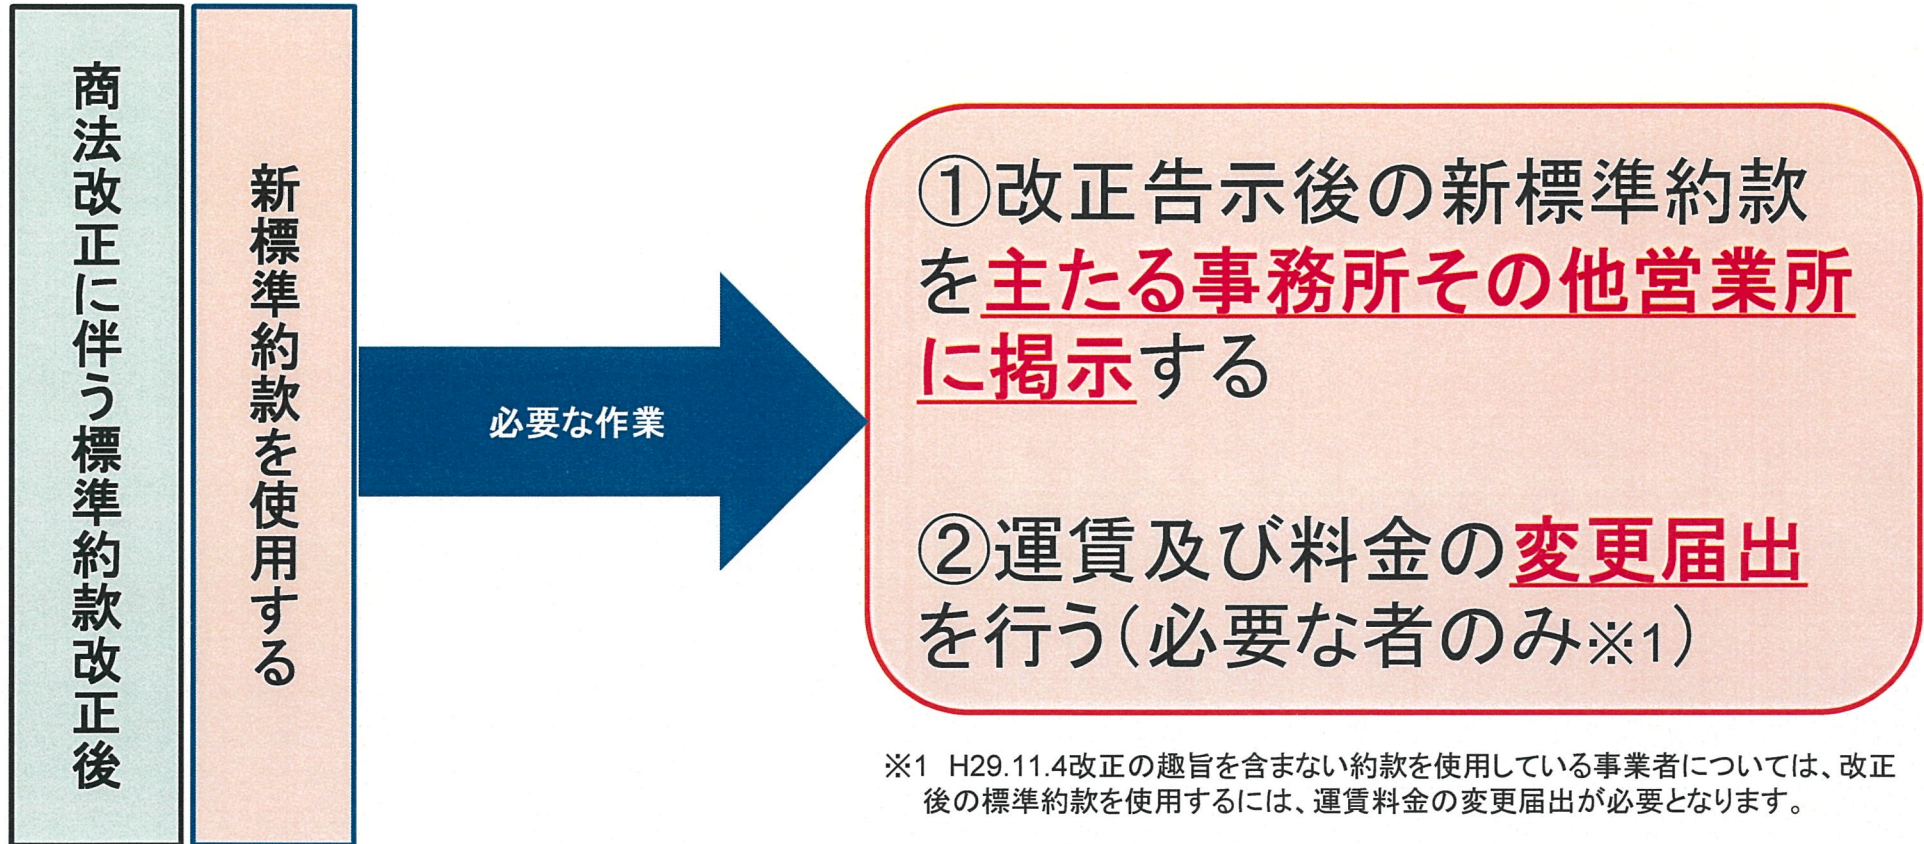 商法改正に伴う標準約款改正後
新標準約款を使用する
必要な作業
①改正告示後の新標準約款
を主たる事務所その他営業所
に掲示する
②運賃及び料金の変更届出
を行う(必要な者のみ※1)
※1　H29.11.4改正の趣旨を含まない約款を使用している事業者については、改正
後の標準約款を使用するには、運賃料金の変更届出が必要となります。